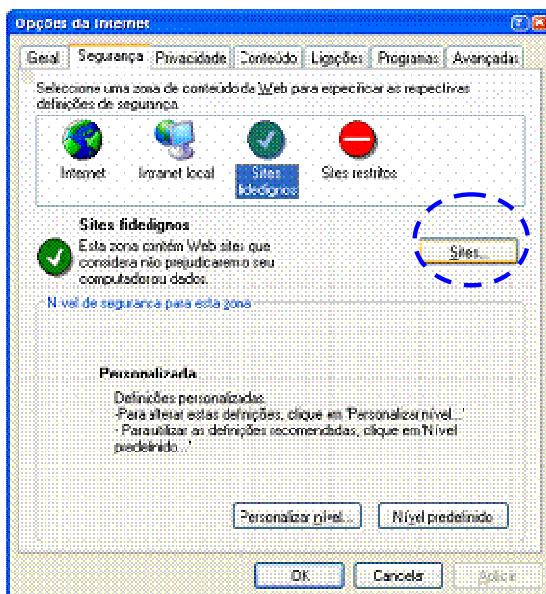 Opções da Internet
Geral Segurança Privacidade Conteúdo Ligações Programas Avançadas
Seleccione uma zona de conteúdo da Web para especificar as respectivas
definições de segurança.
Internet Intranet local Sites fidedignos Sites restritos
Sites fidedignos
Esta zona contém Web sites que
considera não prejudicarem o seu
computador ou dados.
Sites...
Nível de segurança para esta zona
Personalizada
Definições personalizadas.
-Para alterar estas definições, clique em 'Personalizar nível...'
- Para utilizar as definições recomendadas, clique em 'Nível
predefinido...'
Personalizar nível... Nível predefinido
OK Cancelar Aplicar